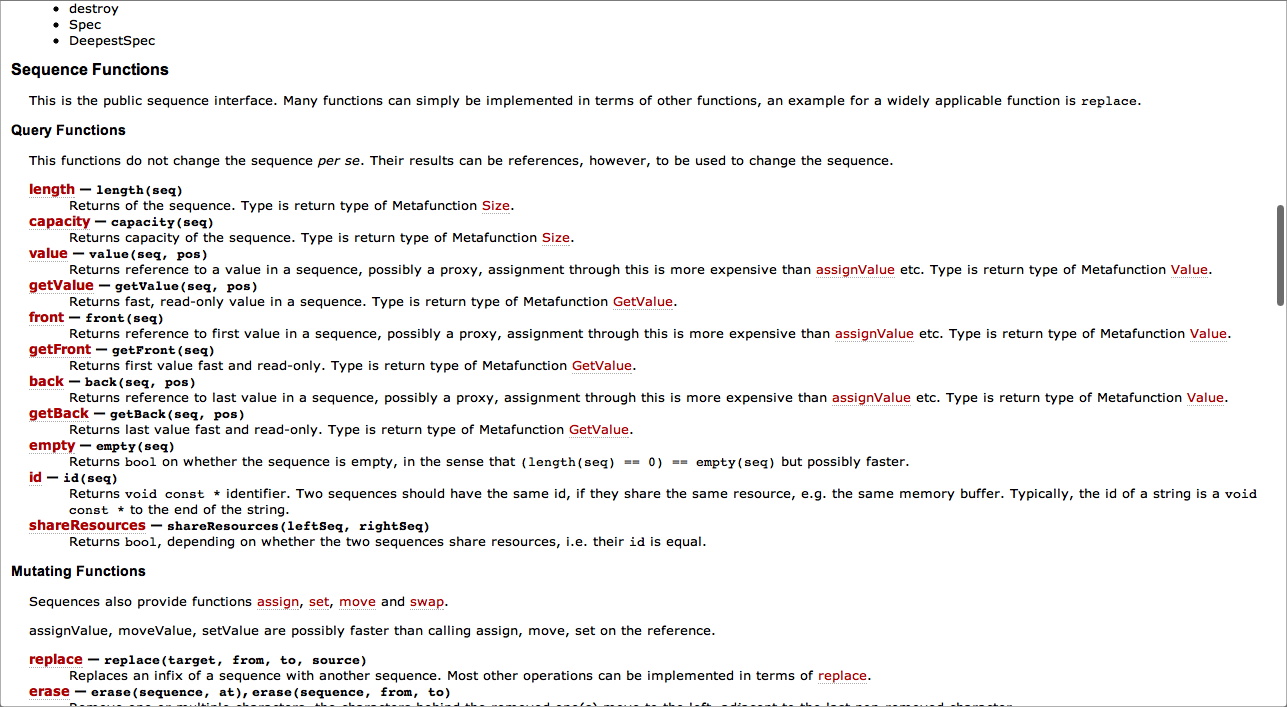 destroy
Spec
DeepestSpec
Sequence Functions
This is the public sequence interface. Many functions can simply be implemented in terms of other functions, an example for a widely applicable function is replace.
Query Functions
This functions do not change the sequence per se. Their results can be references, however, to be used to change the sequence.
length — length(seq)
Returns of the sequence. Type is return type of Metafunction Size.
capacity — capacity(seq)
Returns capacity of the sequence. Type is return type of Metafunction Size.
value — value(seq, pos)
Returns reference to a value in a sequence, possibly a proxy, assignment through this is more expensive than assignValue etc. Type is return type of Metafunction Value.
getValue — getValue(seq, pos)
Returns fast, read-only value in a sequence. Type is return type of Metafunction GetValue.
front — front(seq)
Returns reference to first value in a sequence, possibly a proxy, assignment through this is more expensive than assignValue etc. Type is return type of Metafunction Value.
getFront — getFront(seq)
Returns first value fast and read-only. Type is return type of Metafunction GetValue.
back — back(seq, pos)
Returns reference to last value in a sequence, possibly a proxy, assignment through this is more expensive than assignValue etc. Type is return type of Metafunction Value.
getBack — getBack(seq, pos)
Returns last value fast and read-only. Type is return type of Metafunction GetValue.
empty — empty(seq)
Returns bool on whether the sequence is empty, in the sense that (length(seq) == 0) == empty(seq) but possibly faster.
id — id(seq)
Returns void const * identifier. Two sequences should have the same id, if they share the same resource, e.g. the same memory buffer. Typically, the id of a string is a void
const * to the end of the string.
shareResources — shareResources(leftSeq, rightSeq)
Returns bool, depending on whether the two sequences share resources, i.e. their id is equal.
Mutating Functions
Sequences also provide functions assign, set, move and swap.
assignValue, moveValue, setValue are possibly faster than calling assign, move, set on the reference.
replace — replace(target, from, to, source)
Replaces an infix of a sequence with another sequence. Most other operations can be implemented in terms of replace.
erase — erase(sequence, at), erase(sequence, from, to)